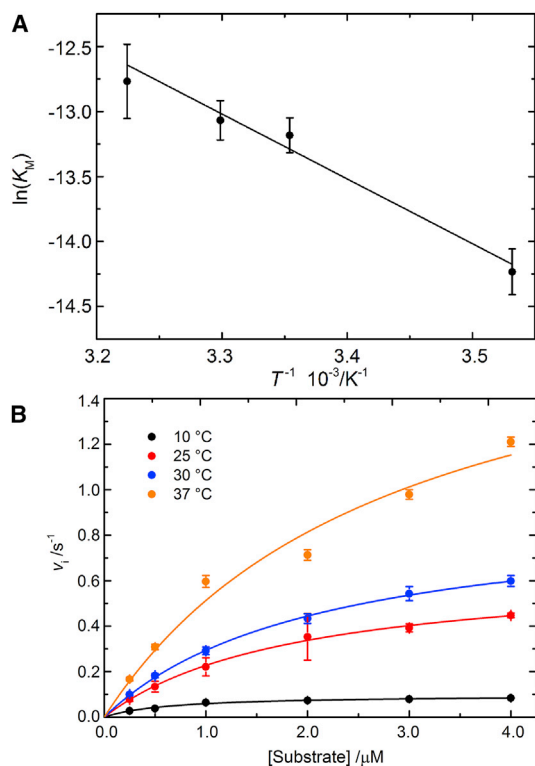 A
-12.5
-13.0
-13.5
-14.0
-14.5
ln(K_M)
3.2 3.3 3.4 3.5
T⁻¹ 10⁻³/K⁻¹
B
1.4
1.2
1.0
0.8
0.6
0.4
0.2
0.0
v_i /s⁻¹
10 °C
25 °C
30 °C
37 °C
0.0 1.0 2.0 3.0 4.0
[Substrate] /μM